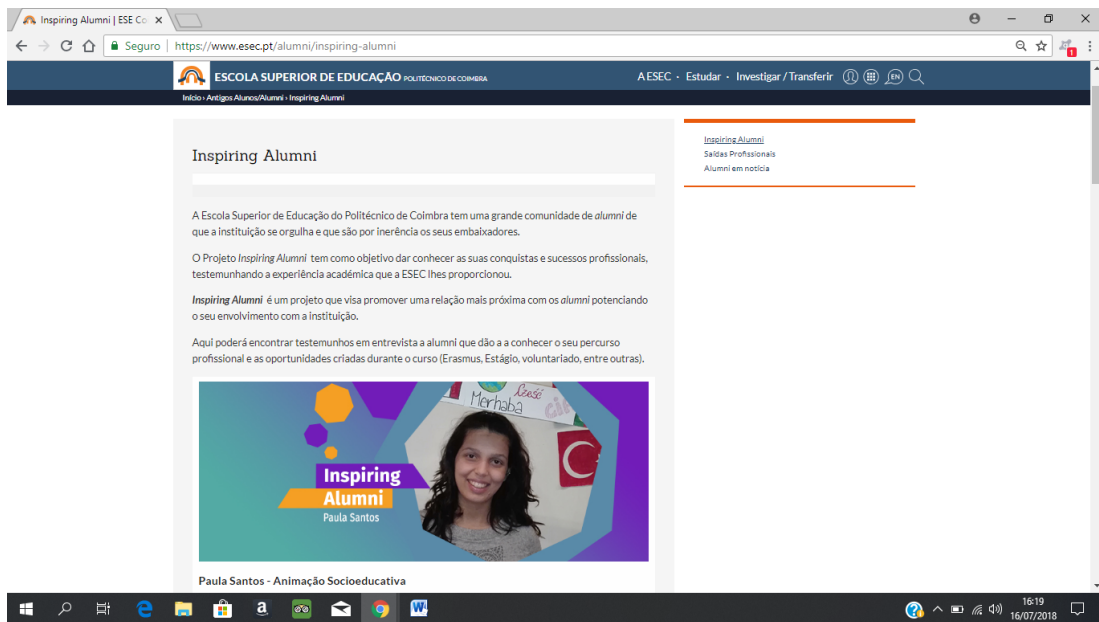 Inspiring Alumni | ESE Co
Seguro | https://www.esec.pt/alumni/inspiring-alumni
1
ESCOLA SUPERIOR DE EDUCAÇÃO POLITÉCNICO DE COIMBRA
A ESEC · Estudar · Investigar / Transferir EN
Início › Antigos Alunos/Alumni › Inspiring Alumni
Inspiring Alumni
A Escola Superior de Educação do Politécnico de Coimbra tem uma grande comunidade de alumni de
que a instituição se orgulha e que são por inerência os seus embaixadores.
O Projeto Inspiring Alumni tem como objetivo dar conhecer as suas conquistas e sucessos profissionais,
testemunhando a experiência académica que a ESEC lhes proporcionou.
Inspiring Alumni é um projeto que visa promover uma relação mais próxima com os alumni potenciando
o seu envolvimento com a instituição.
Aqui poderá encontrar testemunhos em entrevista a alumni que dão a a conhecer o seu percurso
profissional e as oportunidades criadas durante o curso (Erasmus, Estágio, voluntariado, entre outras).
Cześć
Merhaba
Inspiring
Alumni
Paula Santos
Paula Santos - Animação Socioeducativa
Inspiring Alumni
Saídas Profissionais
Alumni em notícia
16:19
16/07/2018